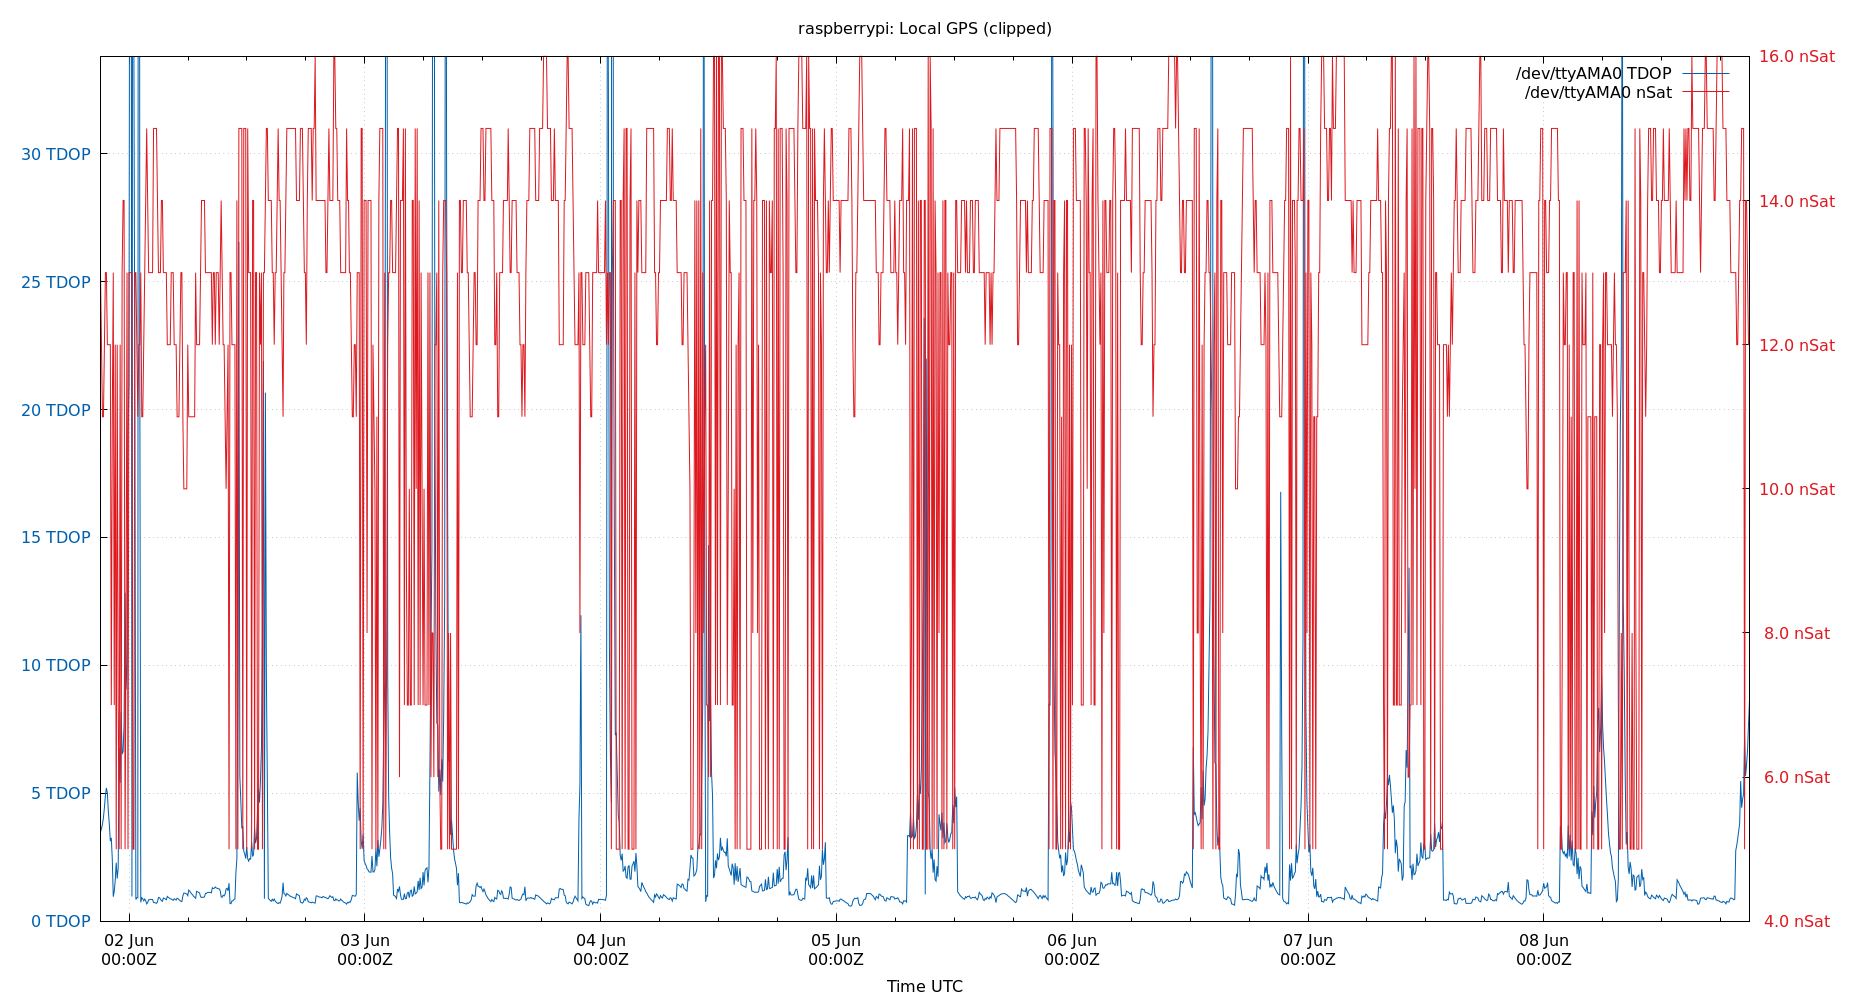 raspberrypi: Local GPS (clipped)
16.0 nSat
/dev/ttyAMA0 TDOP
/dev/ttyAMA0 nSat
30 TDOP
14.0 nSat
25 TDOP
12.0 nSat
20 TDOP
10.0 nSat
15 TDOP
8.0 nSat
10 TDOP
6.0 nSat
5 TDOP
0 TDOP
4.0 nSat
02 Jun 03 Jun 04 Jun 05 Jun 06 Jun 07 Jun 08 Jun
00:00Z 00:00Z 00:00Z 00:00Z 00:00Z 00:00Z 00:00Z
Time UTC